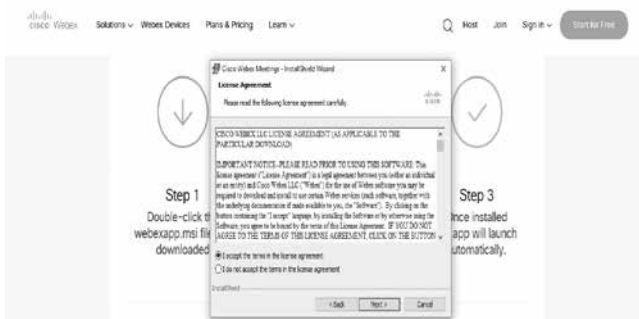 cisco Webex
Solutions
Webex Devices
Plans & Pricing
Learn
Host
Join
Sign in
Start for Free
Cisco Webex Meetings - InstallShield Wizard
X
License Agreement
Please read the following license agreement carefully.
CISCO
CISCO WEBEX LLC LICENSE AGREEMENT (AS APPLICABLE TO THE
PARTICULAR DOWNLOAD)
IMPORTANT NOTICE-PLEASE READ PRIOR TO USING THIS SOFTWARE: This
license agreement ("License Agreement") is a legal agreement between you (either an individual
or an entity) and Cisco Webex LLC ("Webex") for the use of Webex software you may be
required to download and install to use certain Webex services (such software, together with
the underlying documentation if made available to you, the "Software"). By clicking on the
button containing the "I accept" language, by installing the Software or by otherwise using the
Software, you agree to be bound by the terms of this License Agreement. IF YOU DO NOT
AGREE TO THE TERMS OF THIS LICENSE AGREEMENT, CLICK ON THE BUTTON
I accept the terms in the license agreement
I do not accept the terms in the license agreement
InstallShield
< Back
Next >
Cancel
Step 1
Double-click t
webexapp.msi file
downloaded
Step 3
Once installed
app will launch
automatically.